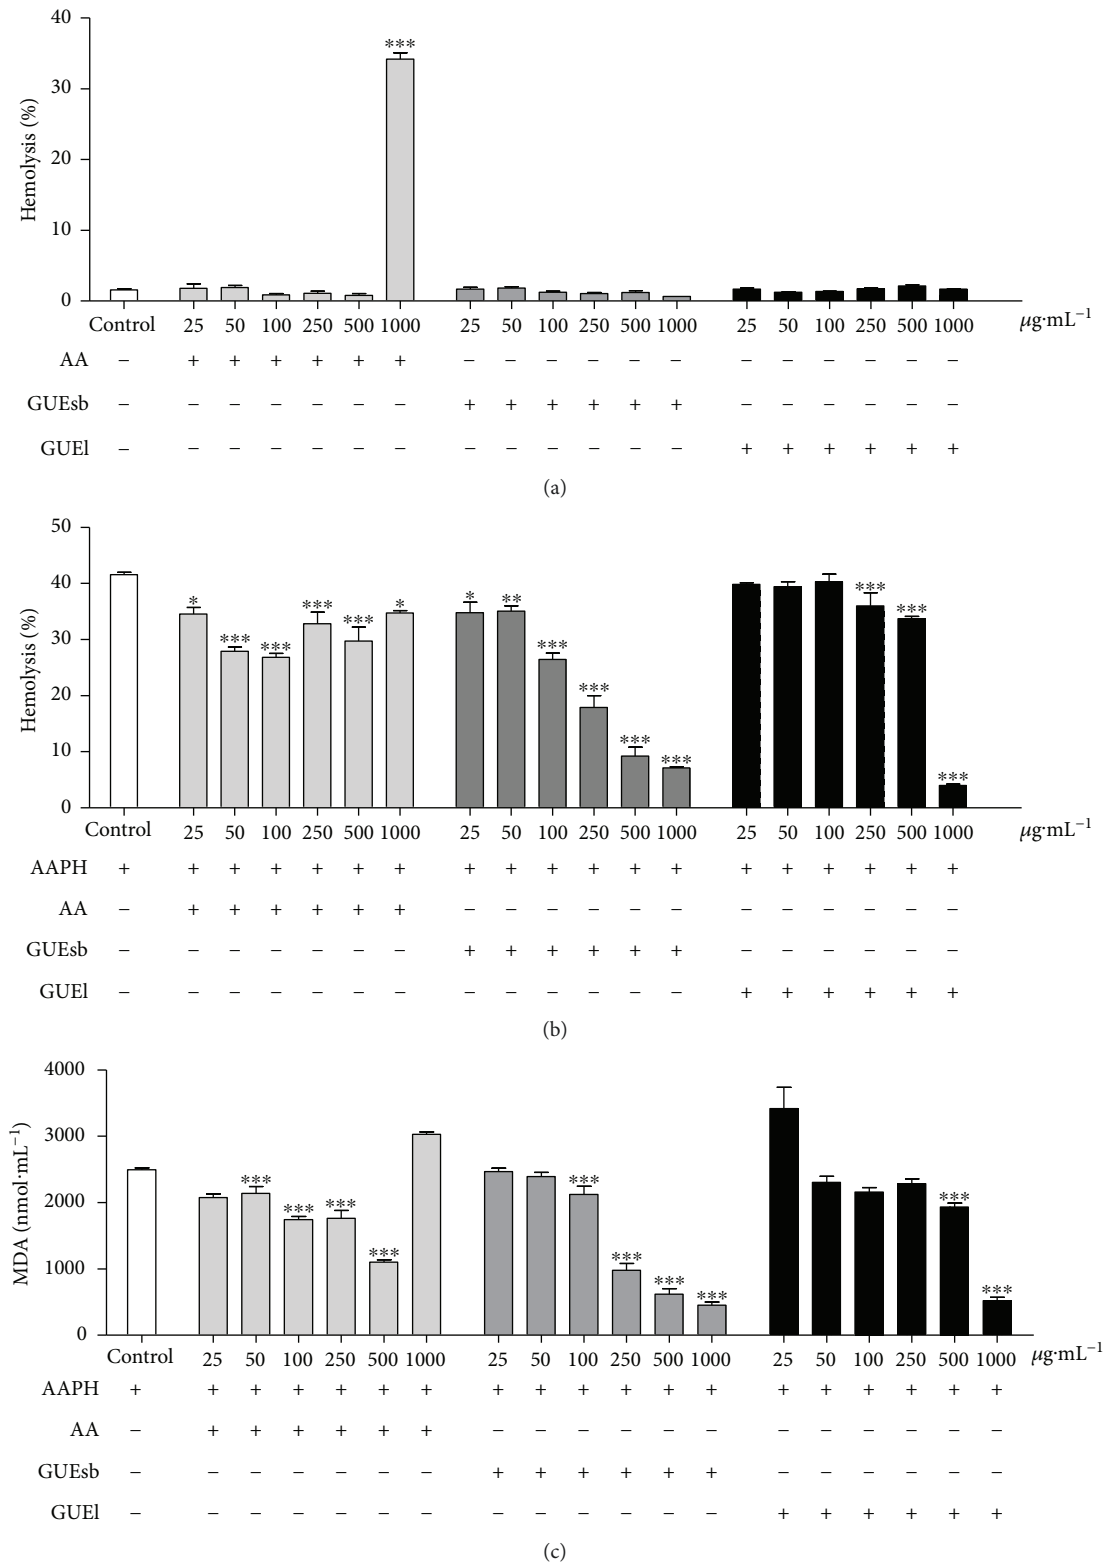 40
***
30
Hemolysis (%)
20
10
0
Control 25 50 100 250 500 1000 25 50 100 250 500 1000 25 50 100 250 500 1000 µg·mL⁻¹
AA − + + + + + + − − − − − − − − − − − −
GUEsb − − − − − − − + + + + + + − − − − − −
GUEl − − − − − − − − − − − − − + + + + + +
(a)
50
40
* *** *** *** *** * * ** *** *** *** *** *** *** ***
30
Hemolysis (%)
20
10
0
Control 25 50 100 250 500 1000 25 50 100 250 500 1000 25 50 100 250 500 1000 µg·mL⁻¹
AAPH + + + + + + + + + + + + + + + + + + +
AA − + + + + + + − − − − − − − − − − − −
GUEsb − − − − − − − + + + + + + − − − − − −
GUEl − − − − − − − − − − − − − + + + + + +
(b)
4000
3000
MDA (nmol·mL⁻¹)
*** *** *** *** *** *** *** *** *** ***
2000
1000
0
Control 25 50 100 250 500 1000 25 50 100 250 500 1000 25 50 100 250 500 1000 µg·mL⁻¹
AAPH + + + + + + + + + + + + + + + + + + +
AA − + + + + + + − − − − − − − − − − − −
GUEsb − − − − − − − + + + + + + − − − − − −
GUEl − − − − − − − − − − − − − + + + + + +
(c)